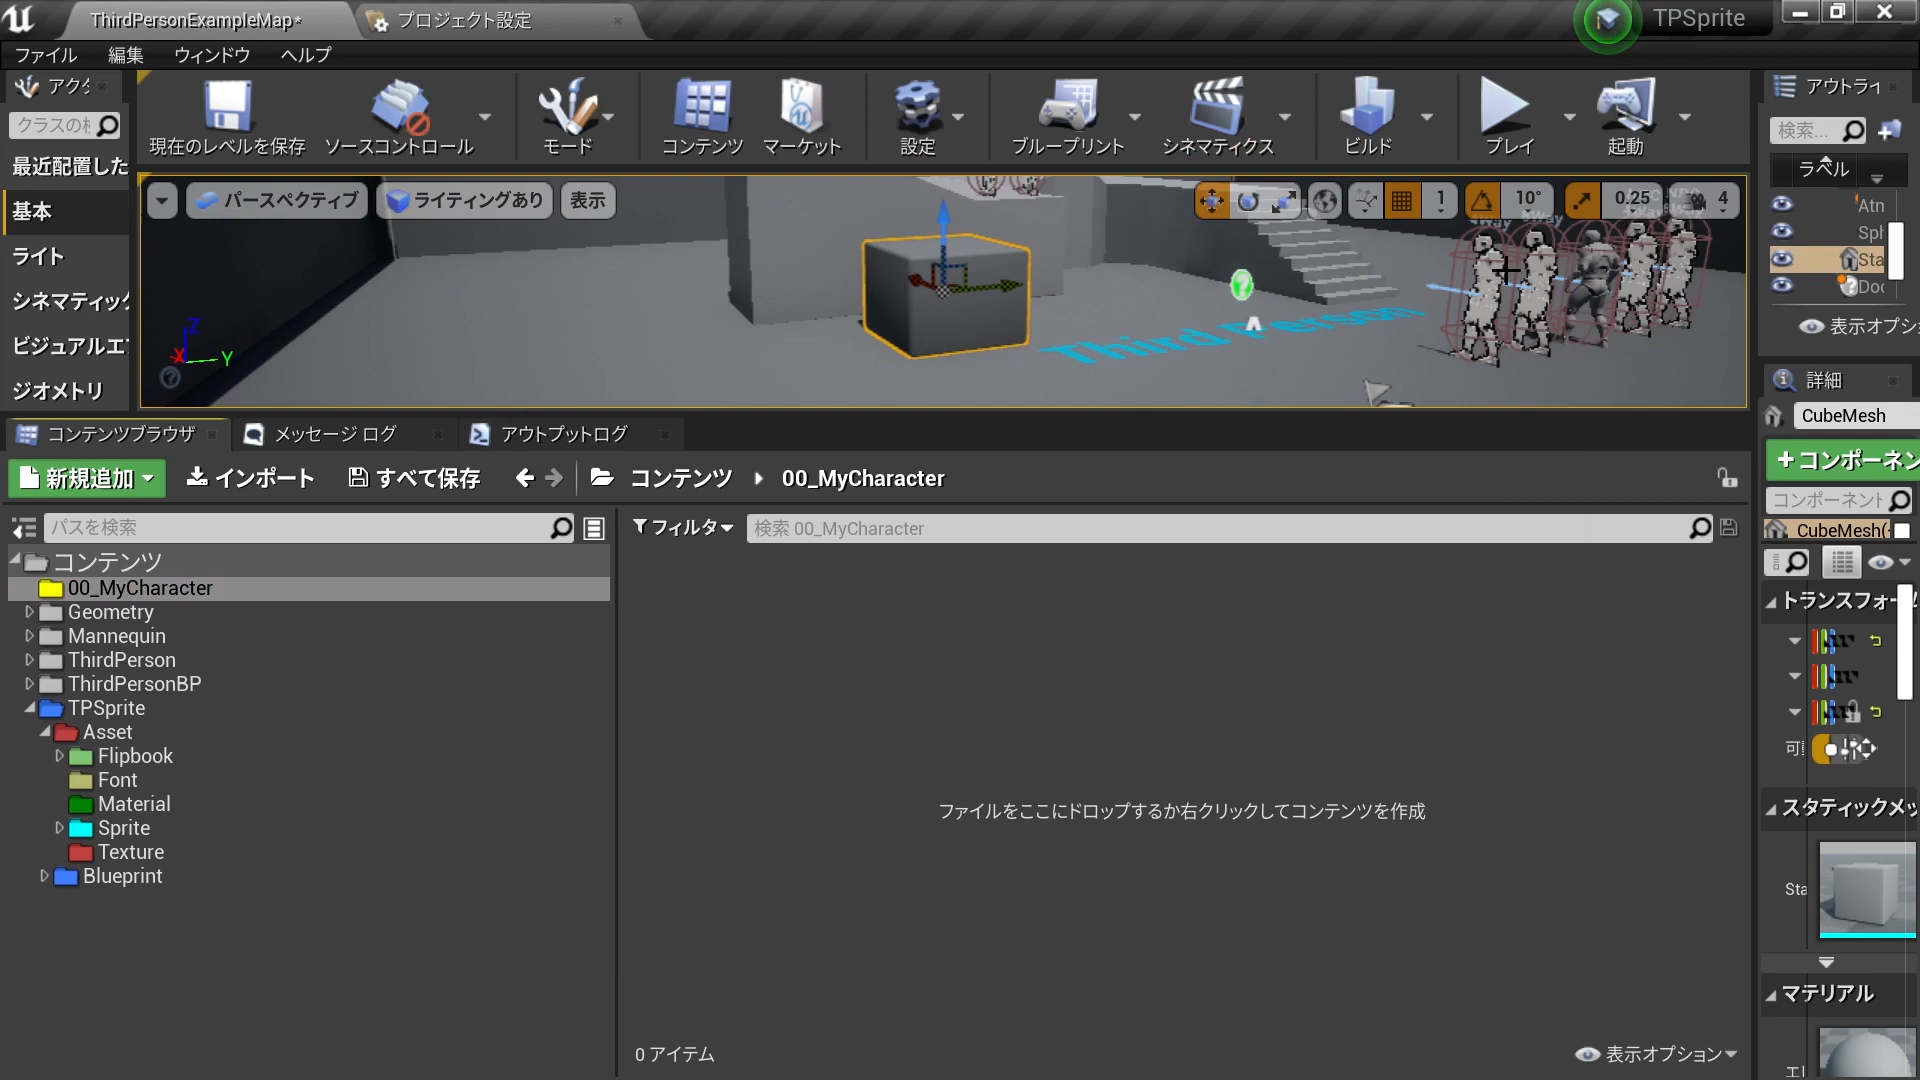 ThirdPersonExampleMap*
プロジェクト設定
TPSprite
ファイル 編集 ウィンドウ ヘルプ
アクタ
クラスの検
最近配置した
基本
ライト
シネマティック
ビジュアルエフ
ジオメトリ
現在のレベルを保存
ソースコントロール
モード
コンテンツ
マーケット
設定
ブループリント
シネマティクス
ビルド
プレイ
起動
パースペクティブ
ライティングあり
表示
1
10°
0.25
4
Third Person
Z
X
Y
アウトライ
検索...
ラベル
Atm
Sph
Sta
Doc
表示オプショ
詳細
CubeMesh
+コンポーネン
コンポーネント
CubeMesh(
トランスフォーム
可動
スタティックメッ
Sta
マテリアル
エレ
コンテンツブラウザ
メッセージ ログ
アウトプットログ
新規追加
インポート
すべて保存
コンテンツ
00_MyCharacter
パスを検索
フィルタ
検索 00_MyCharacter
コンテンツ
00_MyCharacter
Geometry
Mannequin
ThirdPerson
ThirdPersonBP
TPSprite
Asset
Flipbook
Font
Material
Sprite
Texture
Blueprint
ファイルをここにドロップするか右クリックしてコンテンツを作成
0 アイテム
表示オプション